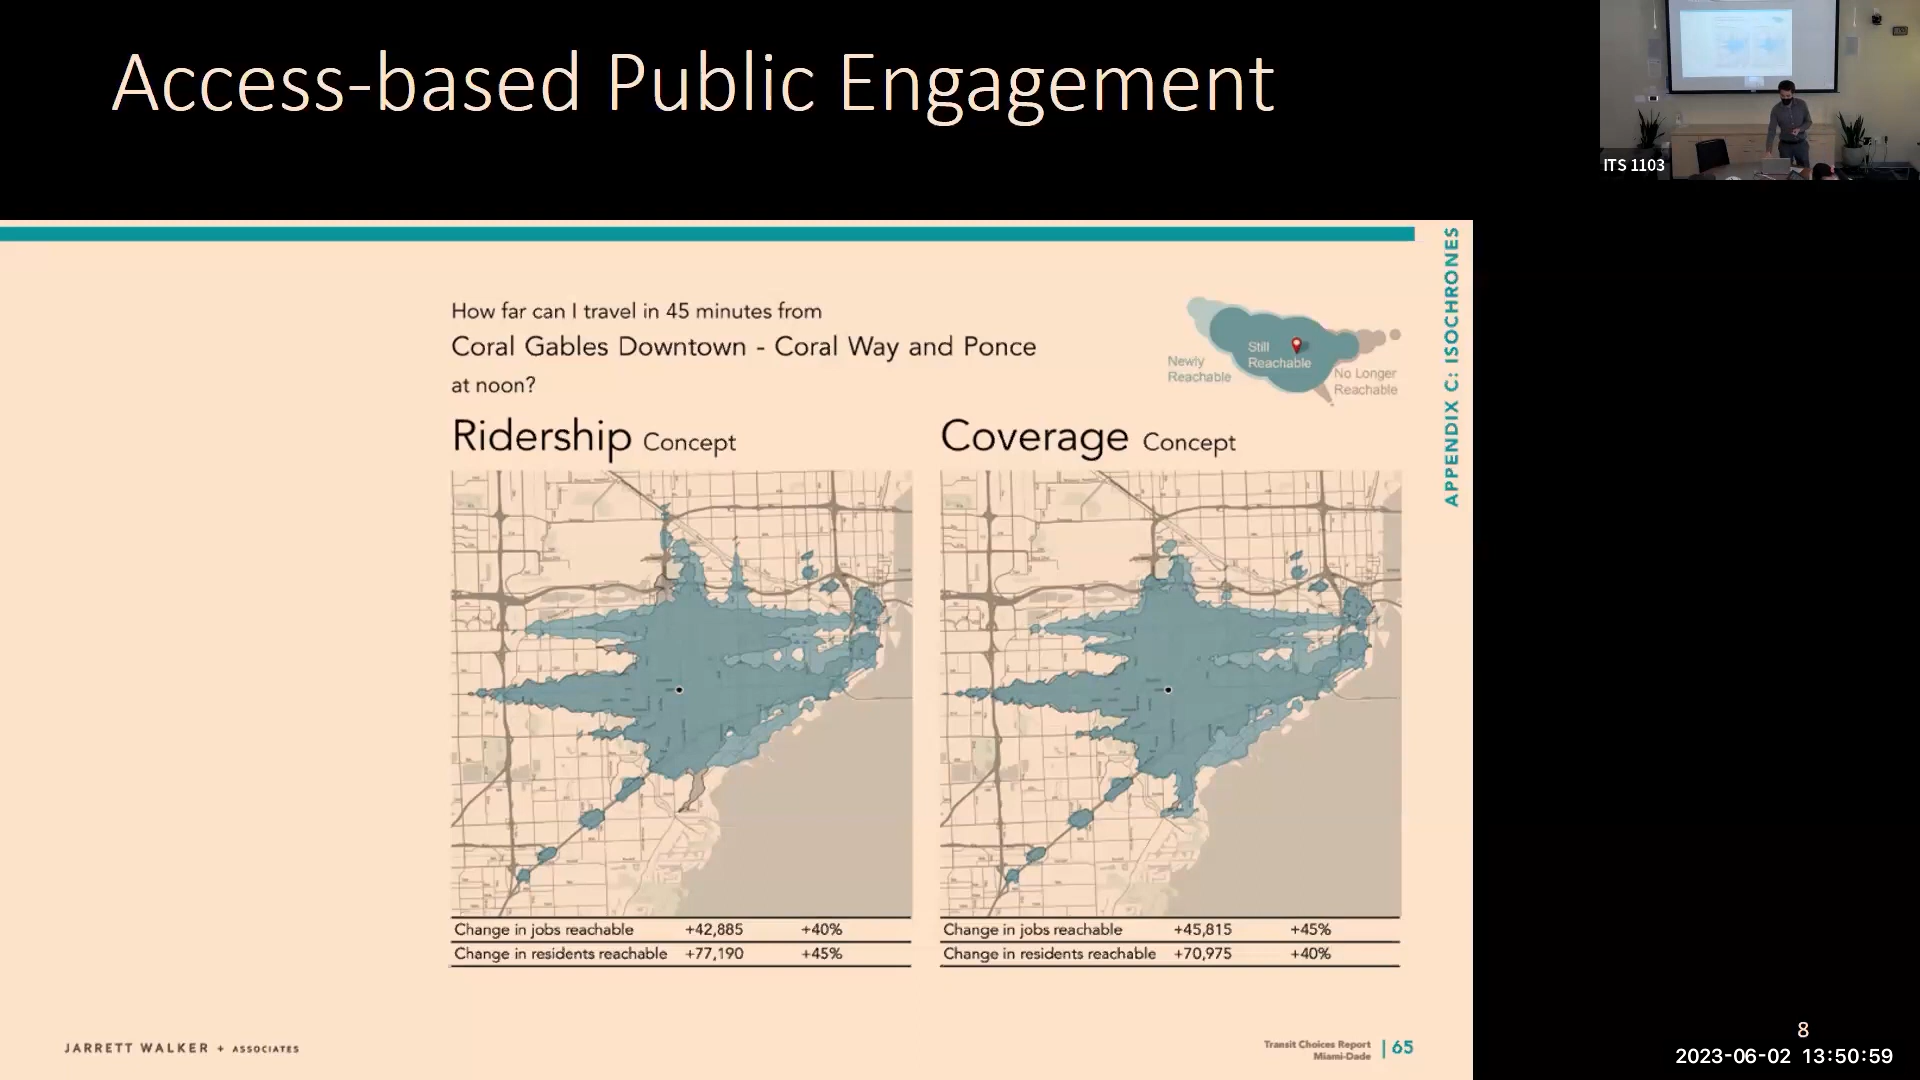 Access-based Public Engagement
ITS 1103
APPENDIX C: ISOCHRONES
How far can I travel in 45 minutes from
Coral Gables Downtown - Coral Way and Ponce
at noon?
Newly
Reachable
Still
Reachable
No Longer
Reachable
Ridership Concept
Coverage Concept
Change in jobs reachable +42,885 +40%
Change in residents reachable +77,190 +45%
Change in jobs reachable +45,815 +45%
Change in residents reachable +70,975 +40%
JARRETT WALKER + ASSOCIATES
Transit Choices Report
Miami-Dade
| 65
8
2023-06-02 13:50:59